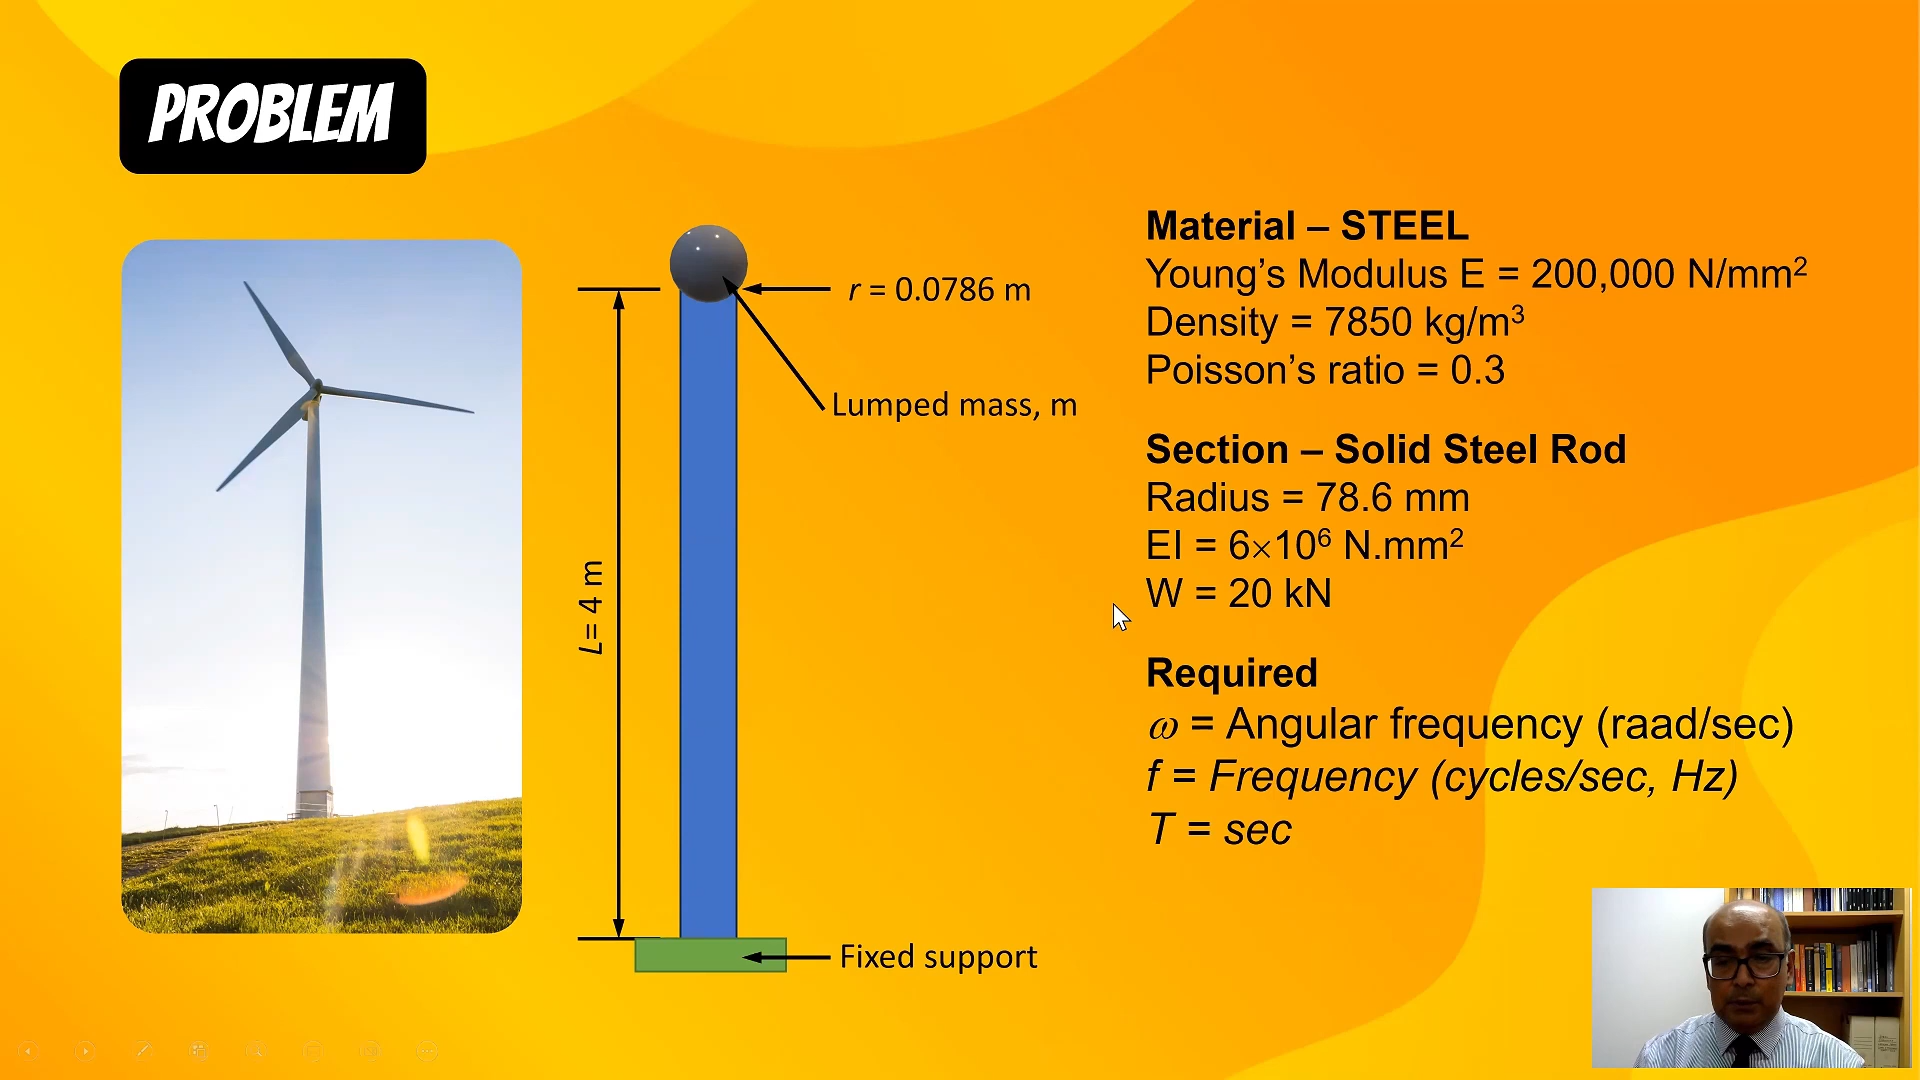 PROBLEM
r = 0.0786 m
Lumped mass, m
L= 4 m
Fixed support
Material – STEEL
Young’s Modulus E = 200,000 N/mm²
Density = 7850 kg/m³
Poisson’s ratio = 0.3
Section – Solid Steel Rod
Radius = 78.6 mm
EI = 6×10⁶ N.mm²
W = 20 kN
Required
ω = Angular frequency (raad/sec)
f = Frequency (cycles/sec, Hz)
T = sec